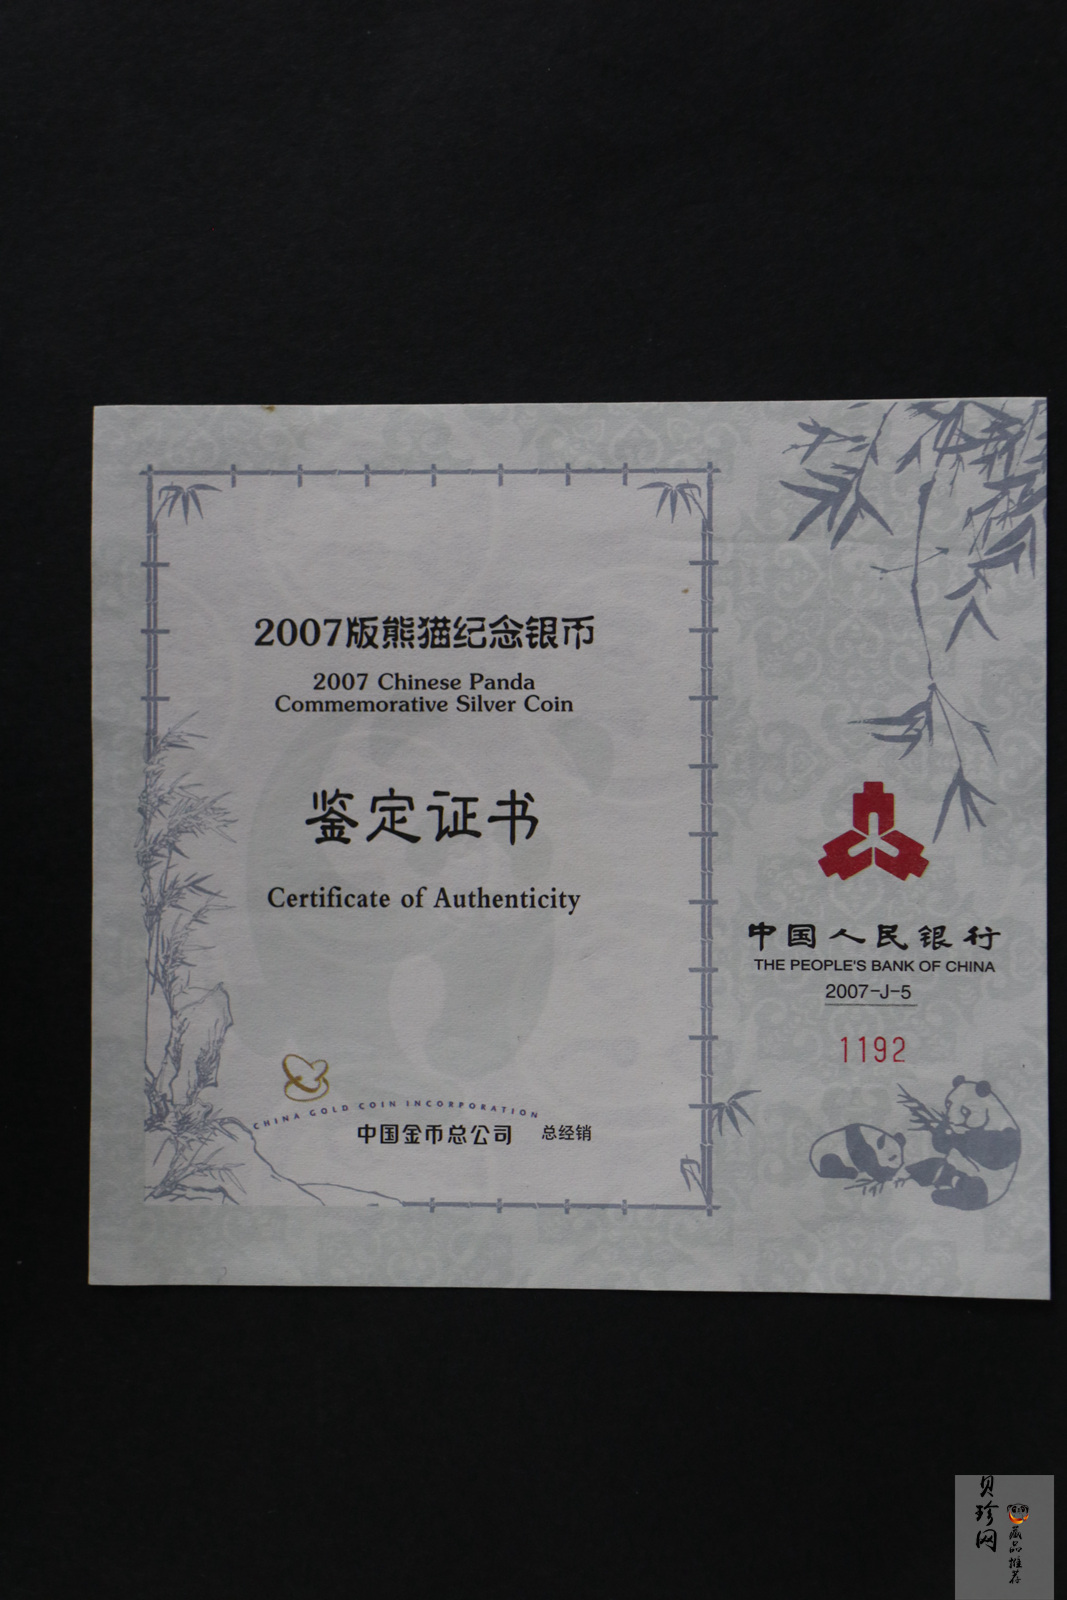 2007版熊猫纪念银币
2007 Chinese Panda
Commemorative Silver Coin
鉴定证书
Certificate of Authenticity
CHINA GOLD COIN INCORPORATION
中国金币总公司 总经销
中国人民银行
THE PEOPLE'S BANK OF CHINA
2007-J-5
1192
贝珍网
藏品推荐